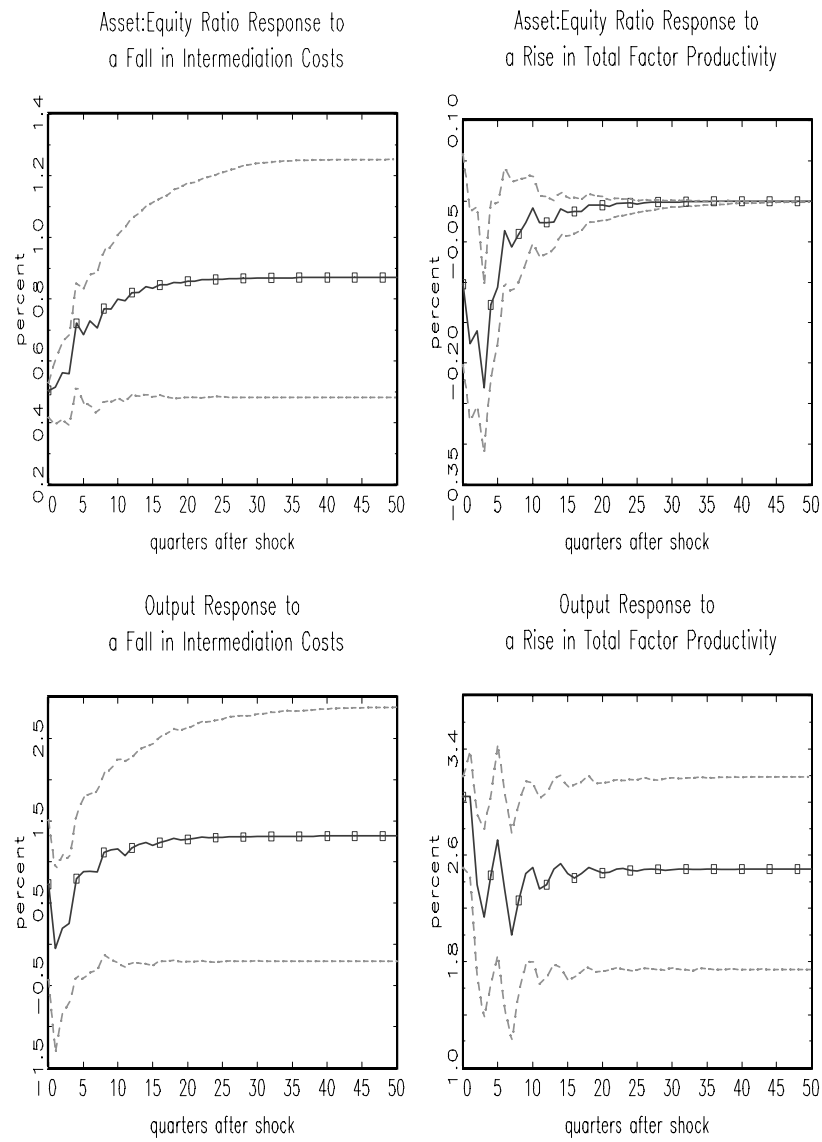 Asset:Equity Ratio Response to
a Fall in Intermediation Costs
percent
1.4
1.2
1.0
0.8
0.6
0.4
0.2
0 5 10 15 20 25 30 35 40 45 50
quarters after shock
Asset:Equity Ratio Response to
a Rise in Total Factor Productivity
percent
0.10
−0.05
−0.20
−0.35
0 5 10 15 20 25 30 35 40 45 50
quarters after shock
Output Response to
a Fall in Intermediation Costs
percent
2.5
1.5
0.5
−0.5
−1.5
0 5 10 15 20 25 30 35 40 45 50
quarters after shock
Output Response to
a Rise in Total Factor Productivity
percent
3.4
2.6
1.8
1.0
0 5 10 15 20 25 30 35 40 45 50
quarters after shock